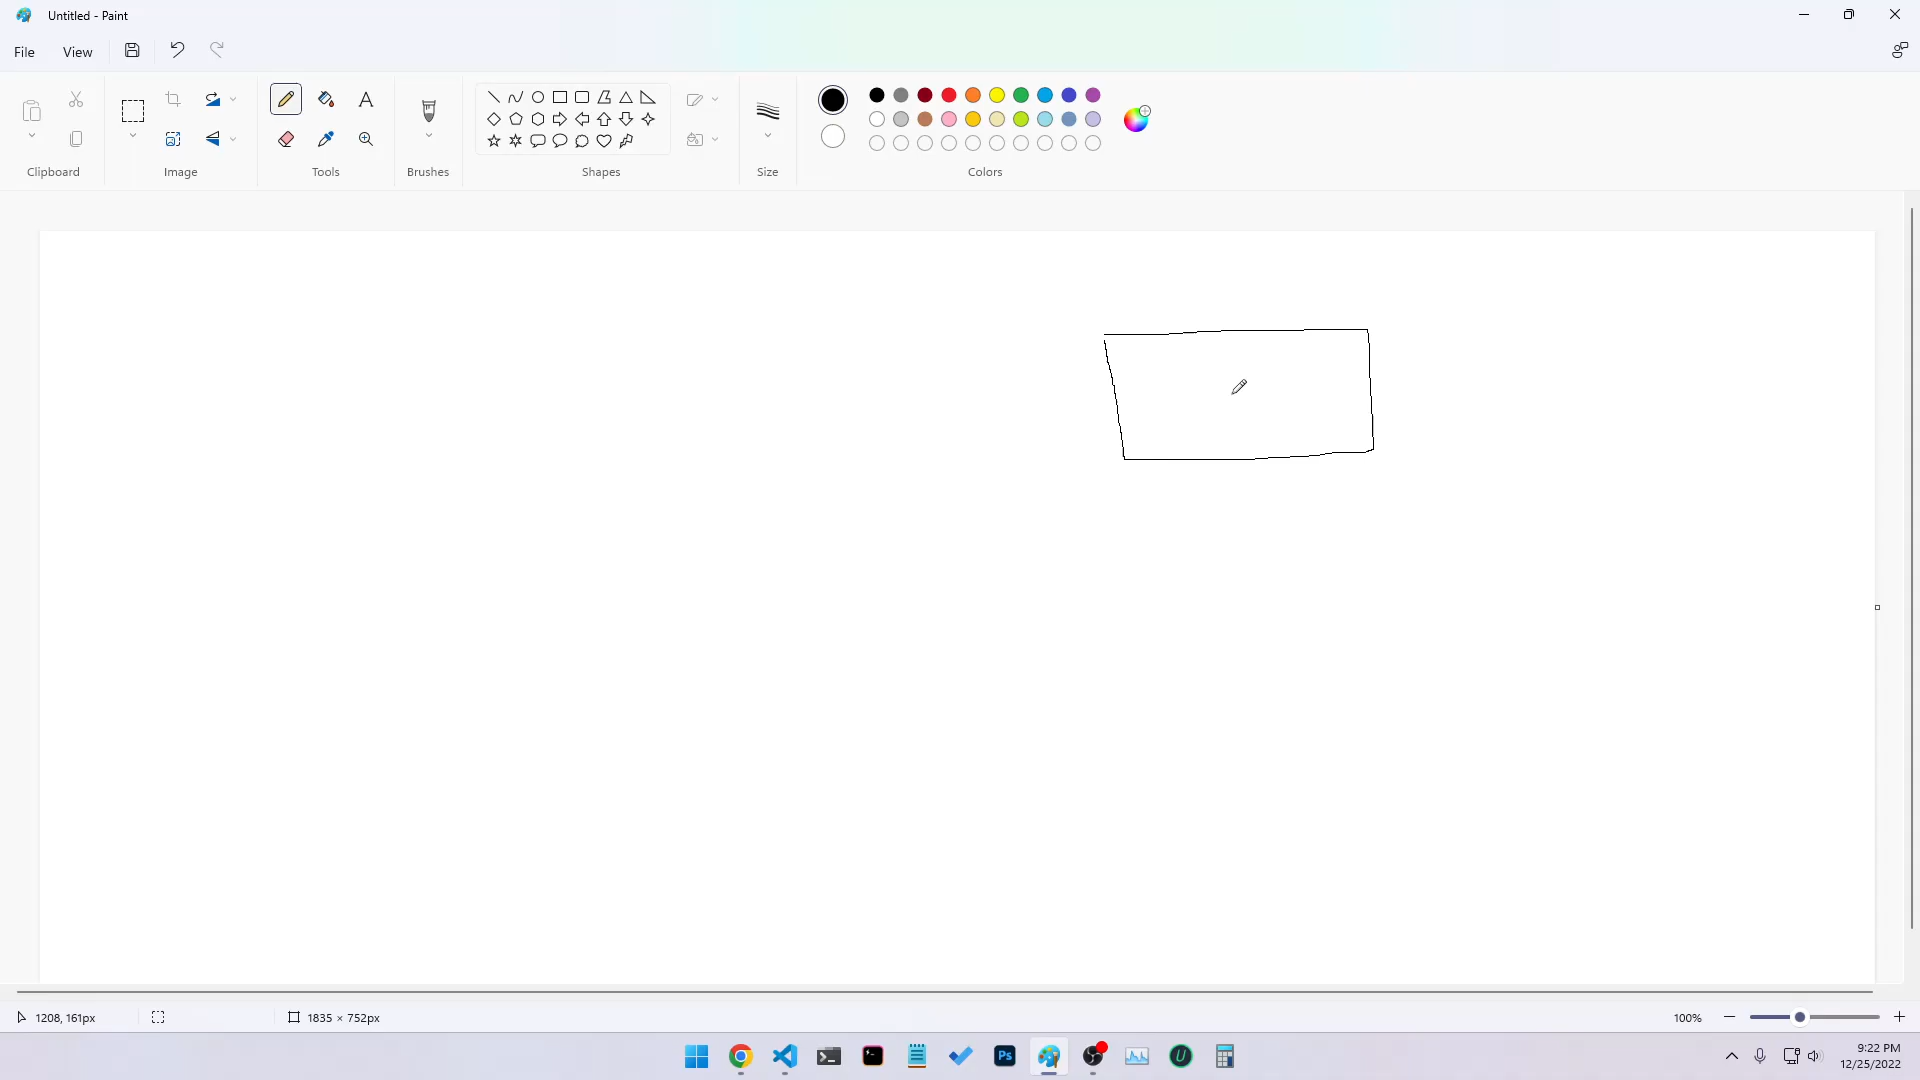 Untitled - Paint
File View
Clipboard
Image
Tools
Brushes
Shapes
Size
Colors
1208, 161px
1835 × 752px
100%
Ps
U
9:22 PM
12/25/2022